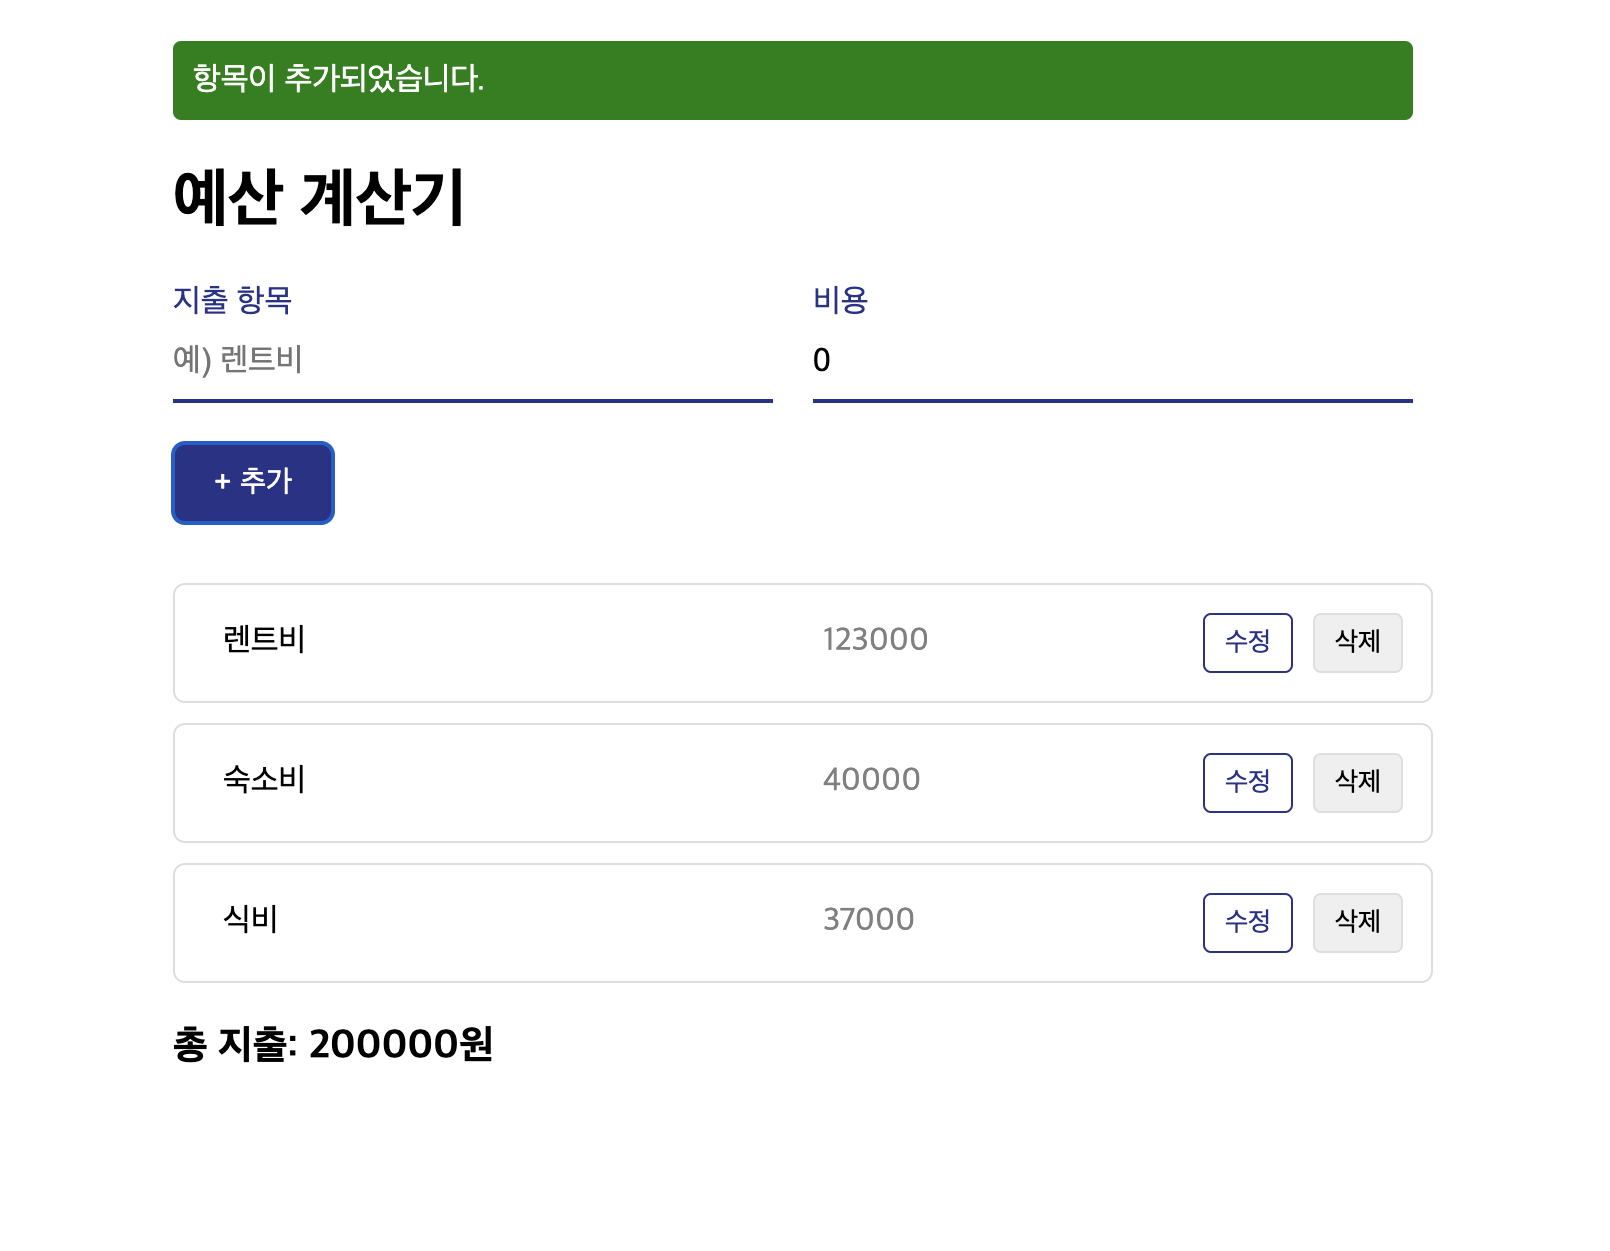 항목이 추가되었습니다.
예산 계산기
지출 항목 비용
예) 렌트비 0
+ 추가
렌트비 123000 수정 삭제
숙소비 40000 수정 삭제
식비 37000 수정 삭제
총 지출: 200000원